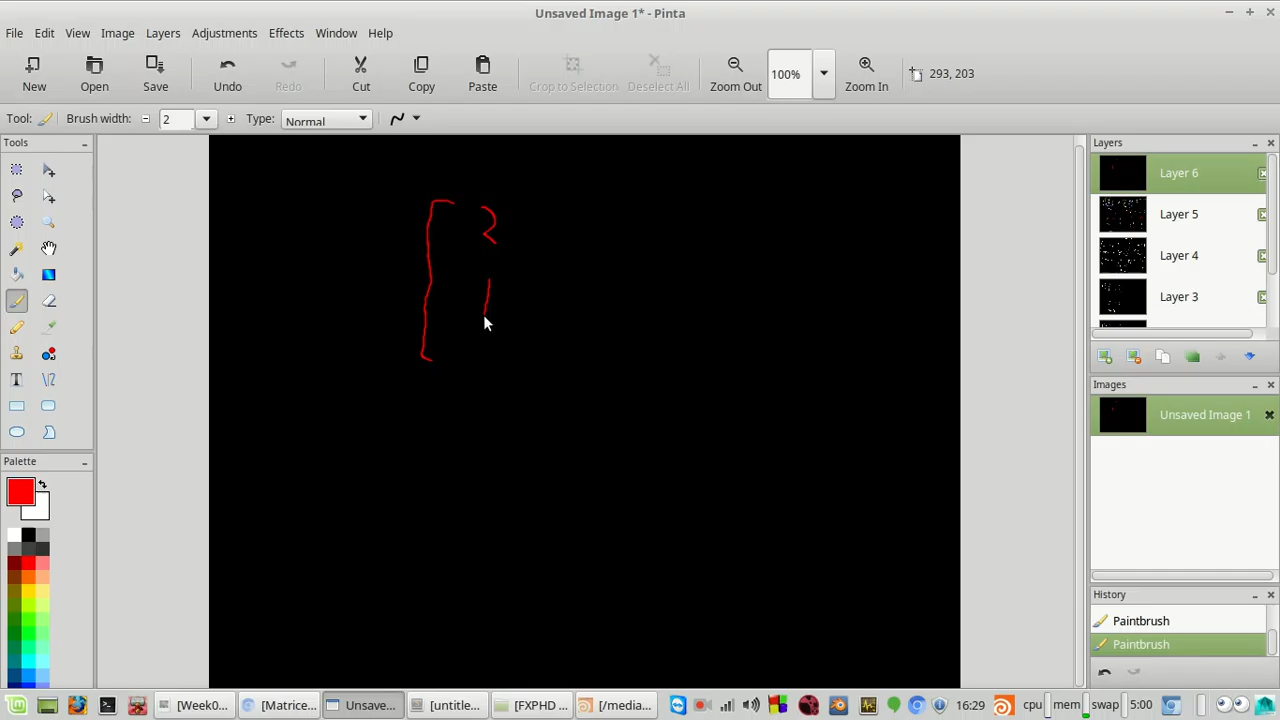 Unsaved Image 1* - Pinta
File Edit View Image Layers Adjustments Effects Window Help
New Open Save Undo Redo Cut Copy Paste Crop to Selection Deselect All Zoom Out 100% Zoom In 293, 203
Tool: Brush width: 2 Type: Normal
Tools
Layers
Layer 6
Layer 5
Layer 4
Layer 3
[ 2
1
Images
Unsaved Image 1
Palette
History
Paintbrush
Paintbrush
[Week0... [Matrice... Unsave... [untitle... [FXPHD ... [/media... 16:29 cpu mem swap 5:00